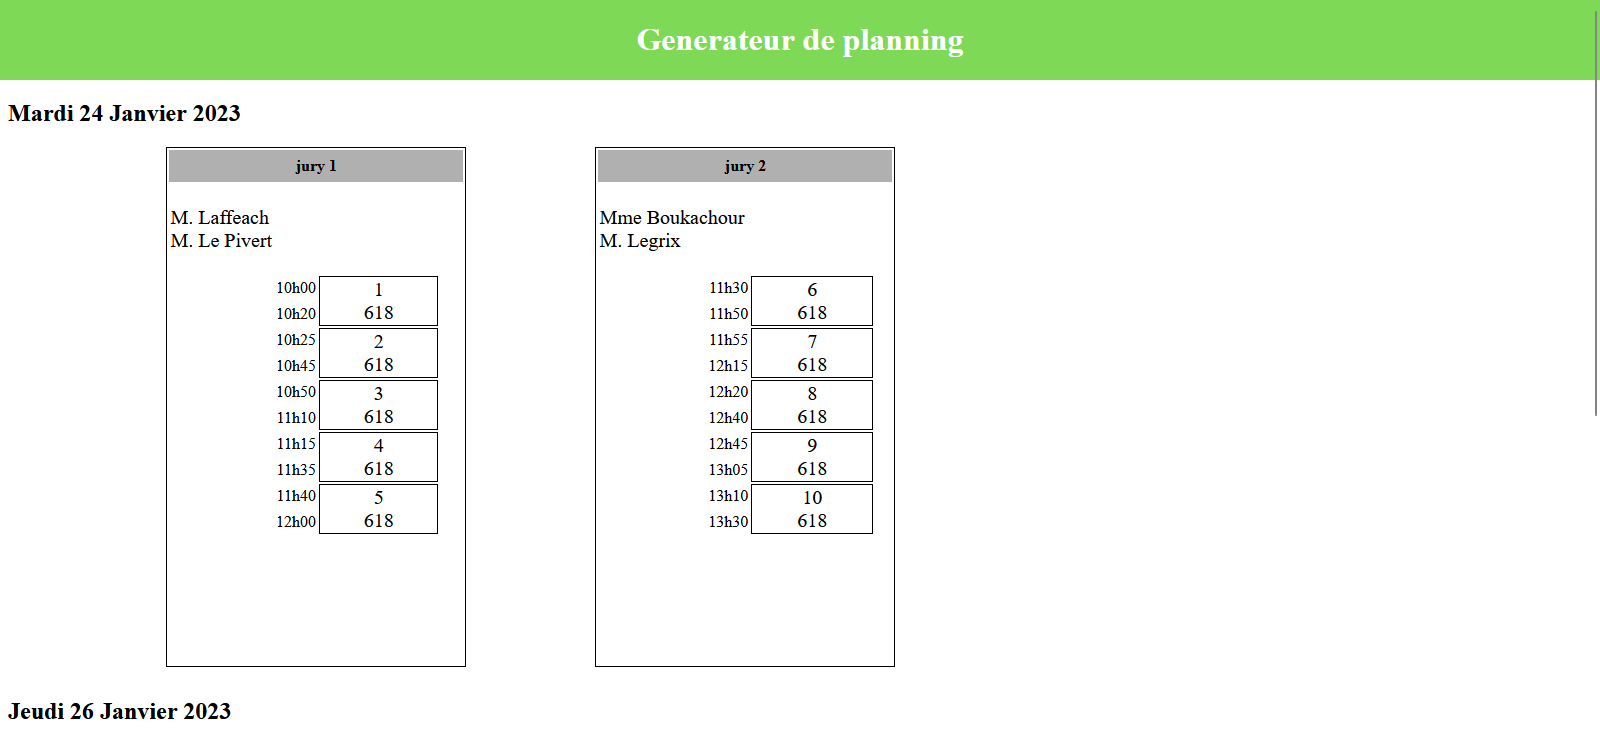 Generateur de planning
Mardi 24 Janvier 2023
jury 1
M. Laffeach
M. Le Pivert
10h00 1
10h20 618
10h25 2
10h45 618
10h50 3
11h10 618
11h15 4
11h35 618
11h40 5
12h00 618
jury 2
Mme Boukachour
M. Legrix
11h30 6
11h50 618
11h55 7
12h15 618
12h20 8
12h40 618
12h45 9
13h05 618
13h10 10
13h30 618
Jeudi 26 Janvier 2023